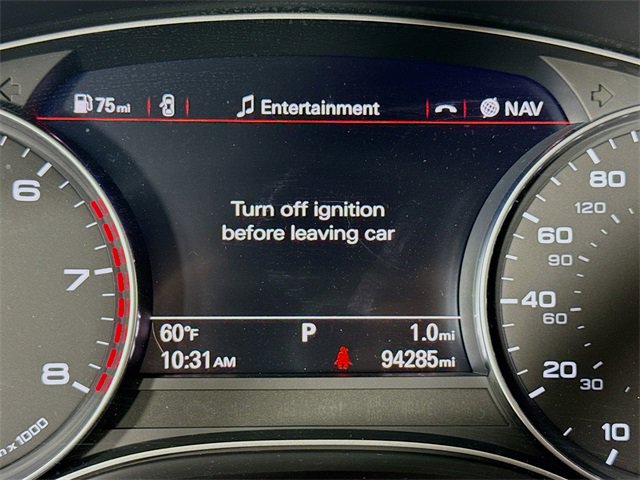 75mi Entertainment NAV
Turn off ignition
before leaving car
60°F P 1.0mi
10:31AM 94285mi
6
7
8
x1000
80
120
60
90
40
60
20
30
10